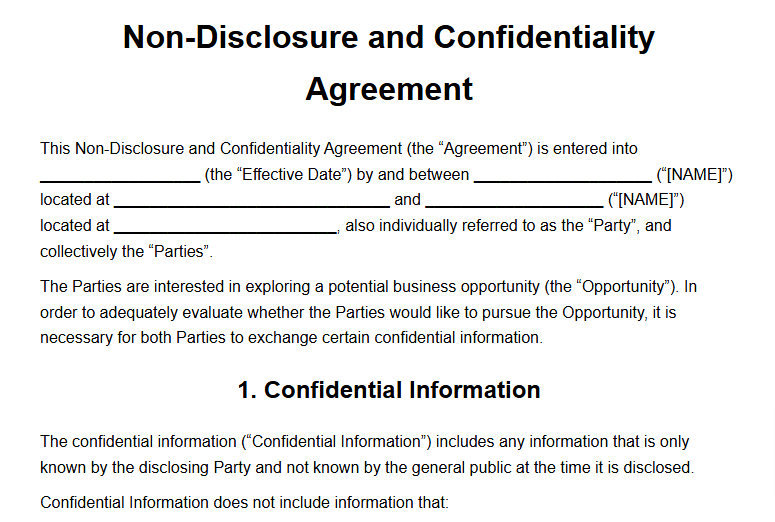 Non-Disclosure and Confidentiality
Agreement
This Non-Disclosure and Confidentiality Agreement (the “Agreement”) is entered into
____________________ (the “Effective Date”) by and between ______________________ (“[NAME]”)
located at __________________________________ and ______________________ (“[NAME]”)
located at ____________________________, also individually referred to as the “Party”, and
collectively the “Parties”.
The Parties are interested in exploring a potential business opportunity (the “Opportunity”). In
order to adequately evaluate whether the Parties would like to pursue the Opportunity, it is
necessary for both Parties to exchange certain confidential information.
1. Confidential Information
The confidential information (“Confidential Information”) includes any information that is only
known by the disclosing Party and not known by the general public at the time it is disclosed.
Confidential Information does not include information that: